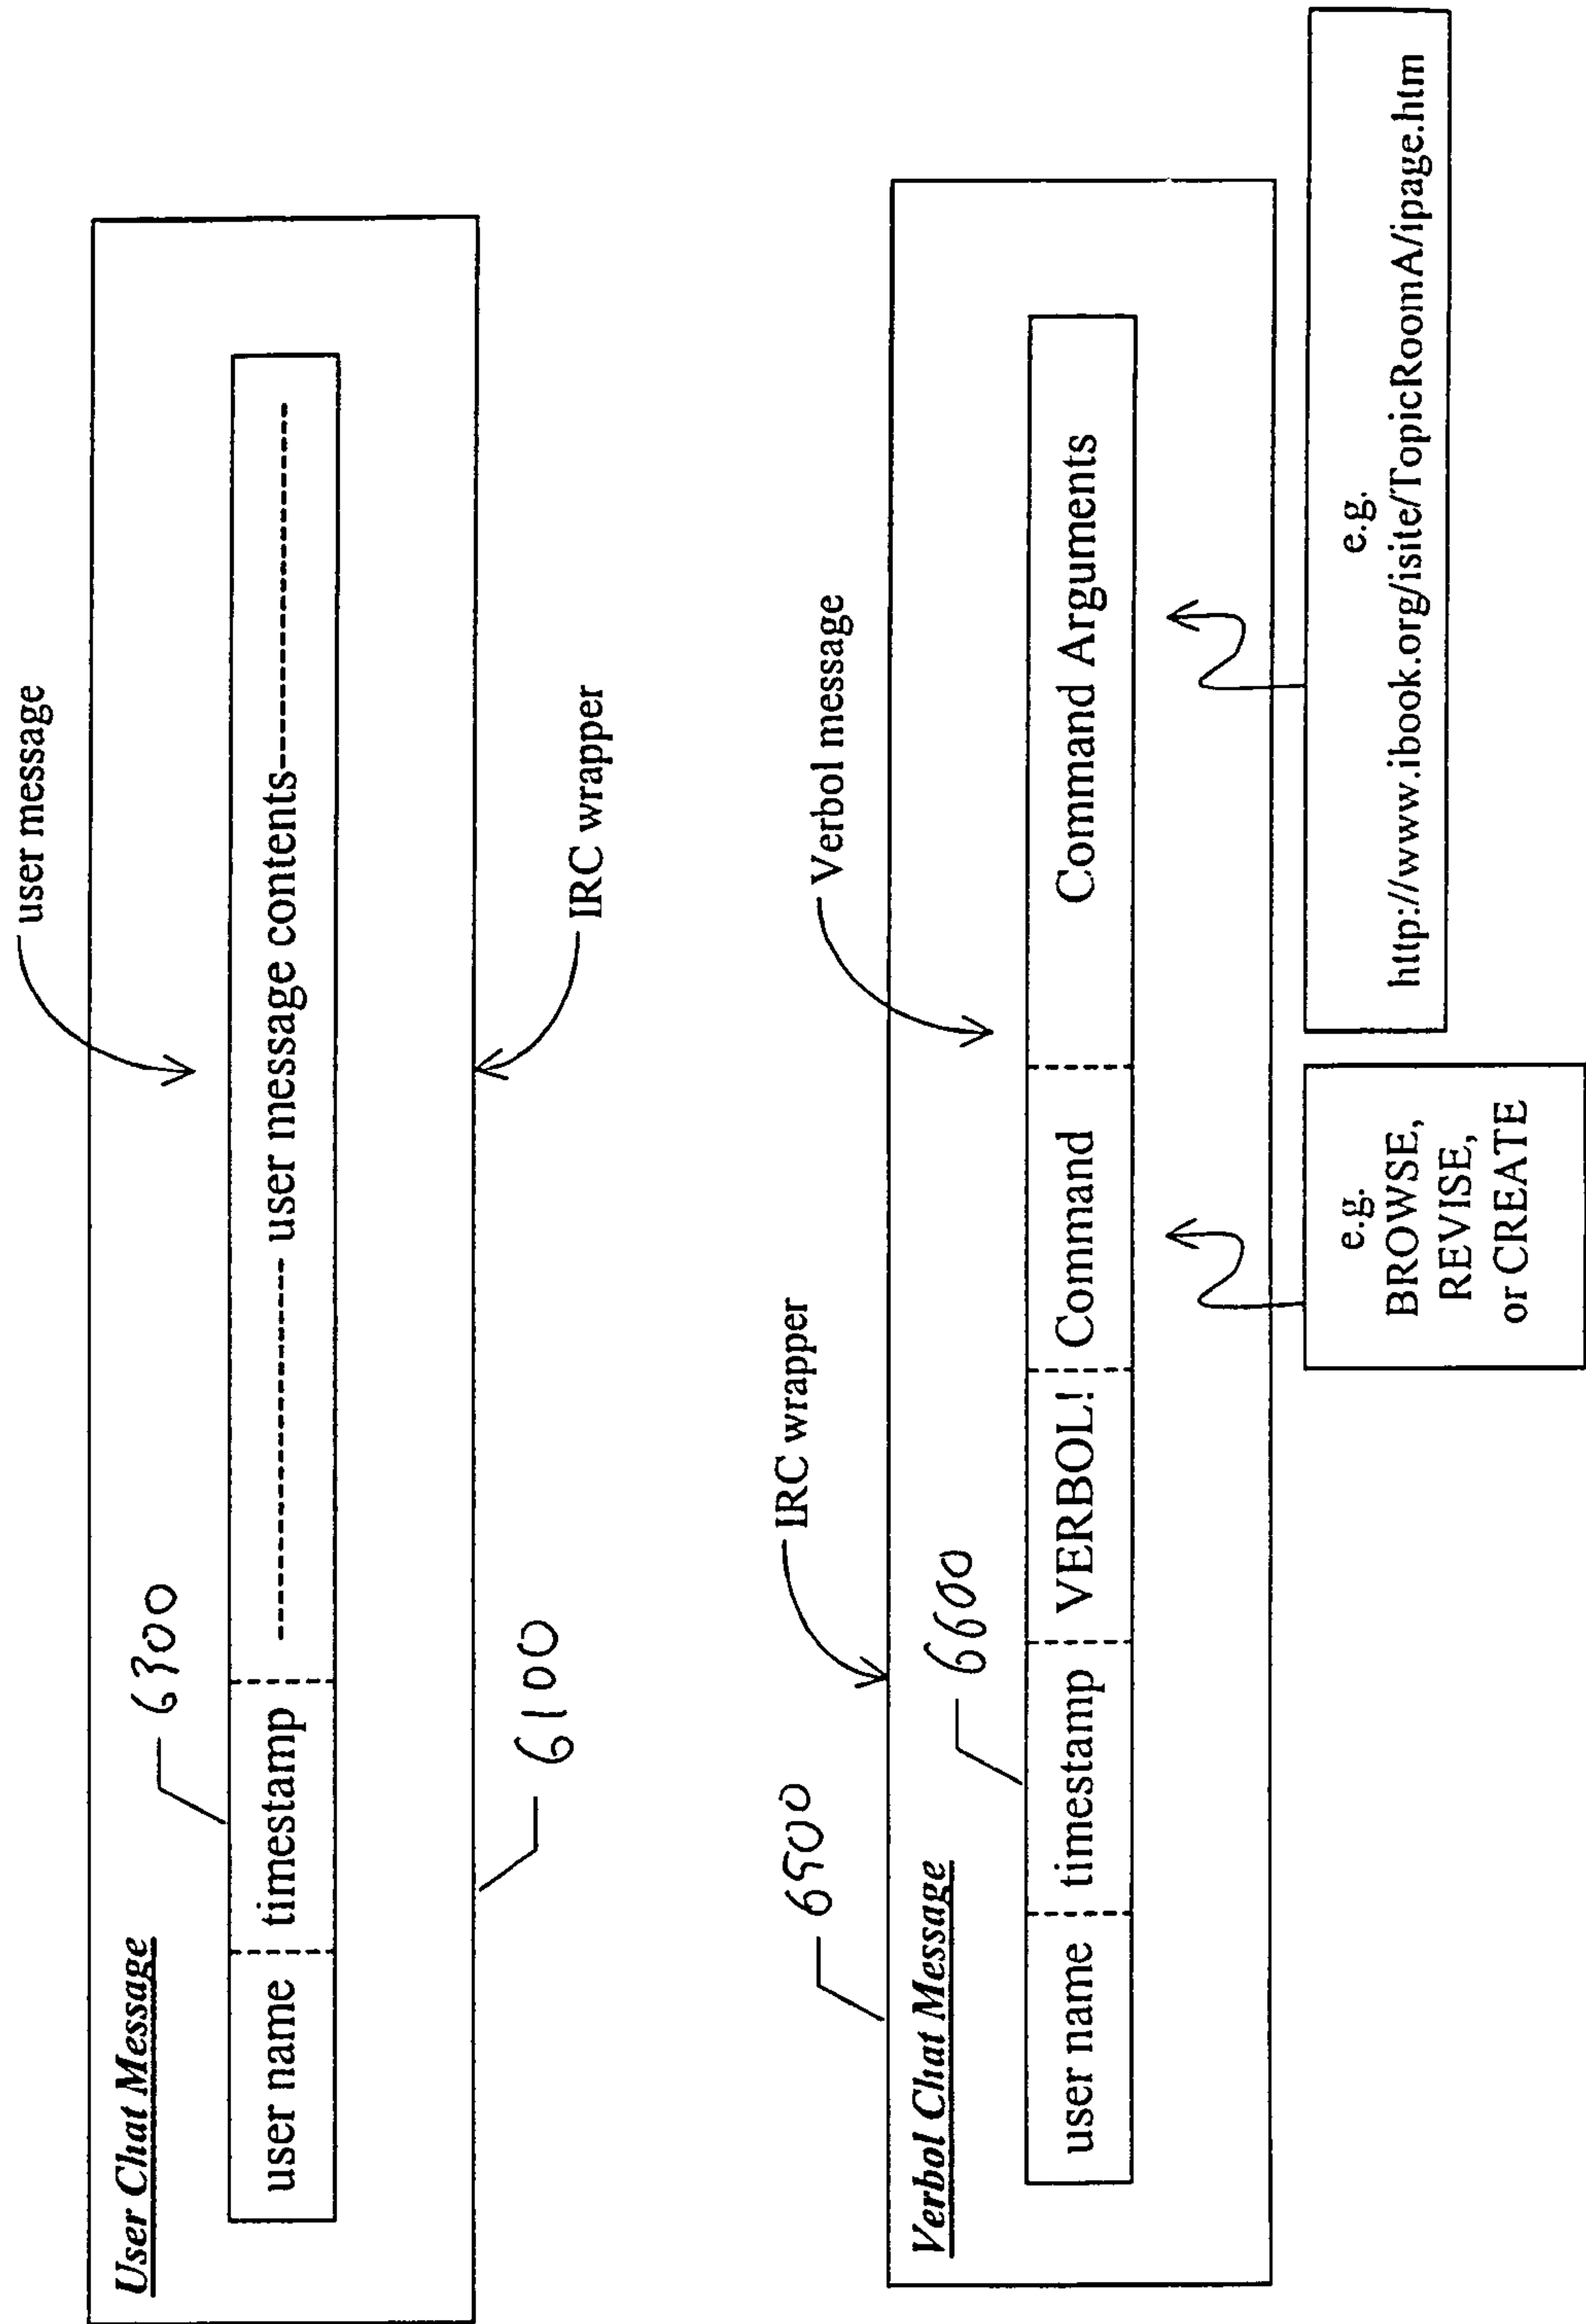 user message
User Chat Message
6300
user name
timestamp
---------------------- user message contents----------------------
6100
IRC wrapper
IRC wrapper
Verbol message
6500
Verbol Chat Message
6600
user name
timestamp
VERBOL!
Command
Command Arguments
e.g.
BROWSE,
REVISE,
or CREATE
e.g.
http://www.ibook.org/isite/TopicRoomA/ipage.htm